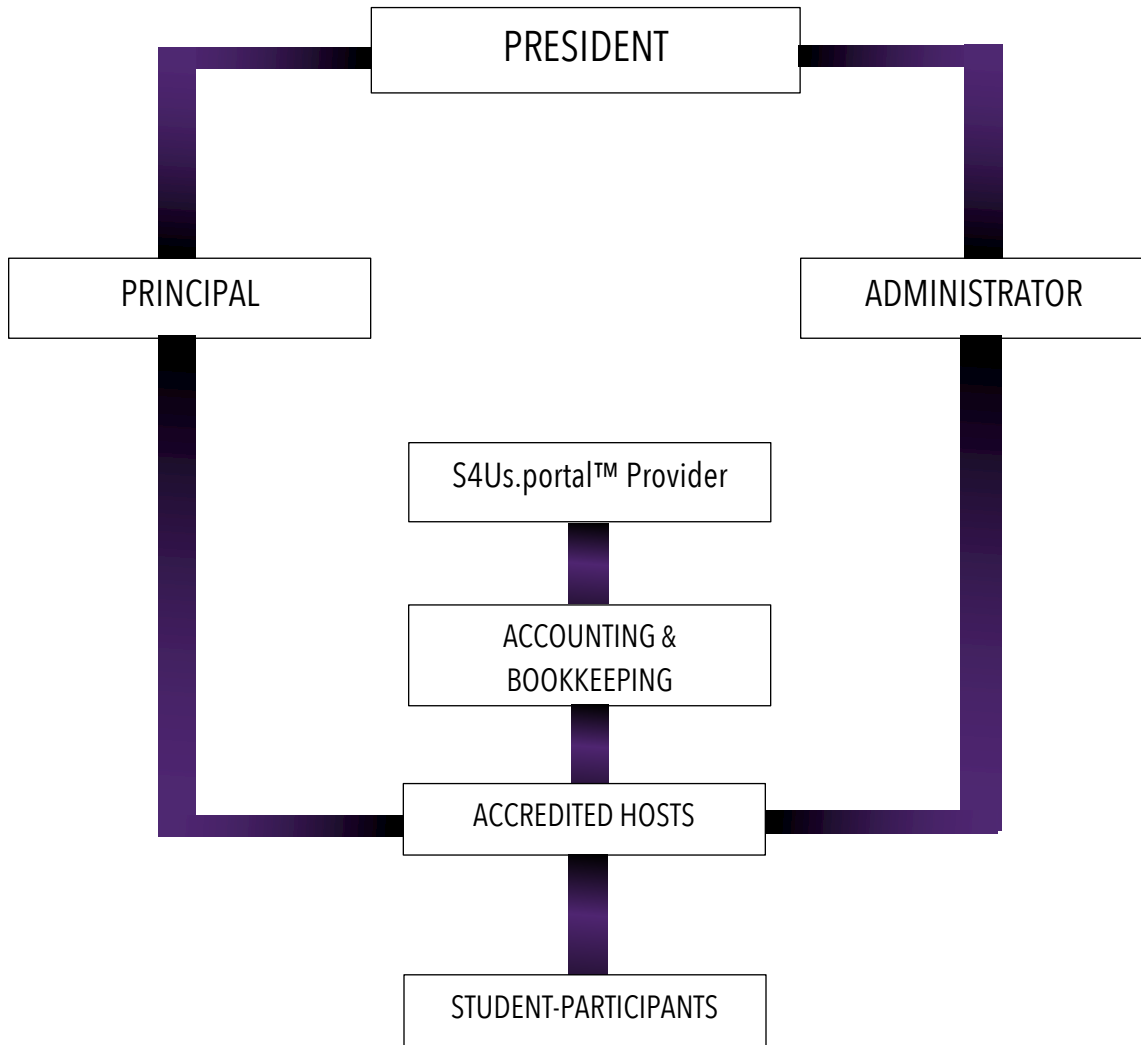 PRESIDENT
PRINCIPAL
ADMINISTRATOR
S4Us.portal™ Provider
ACCOUNTING &
BOOKKEEPING
ACCREDITED HOSTS
STUDENT-PARTICIPANTS